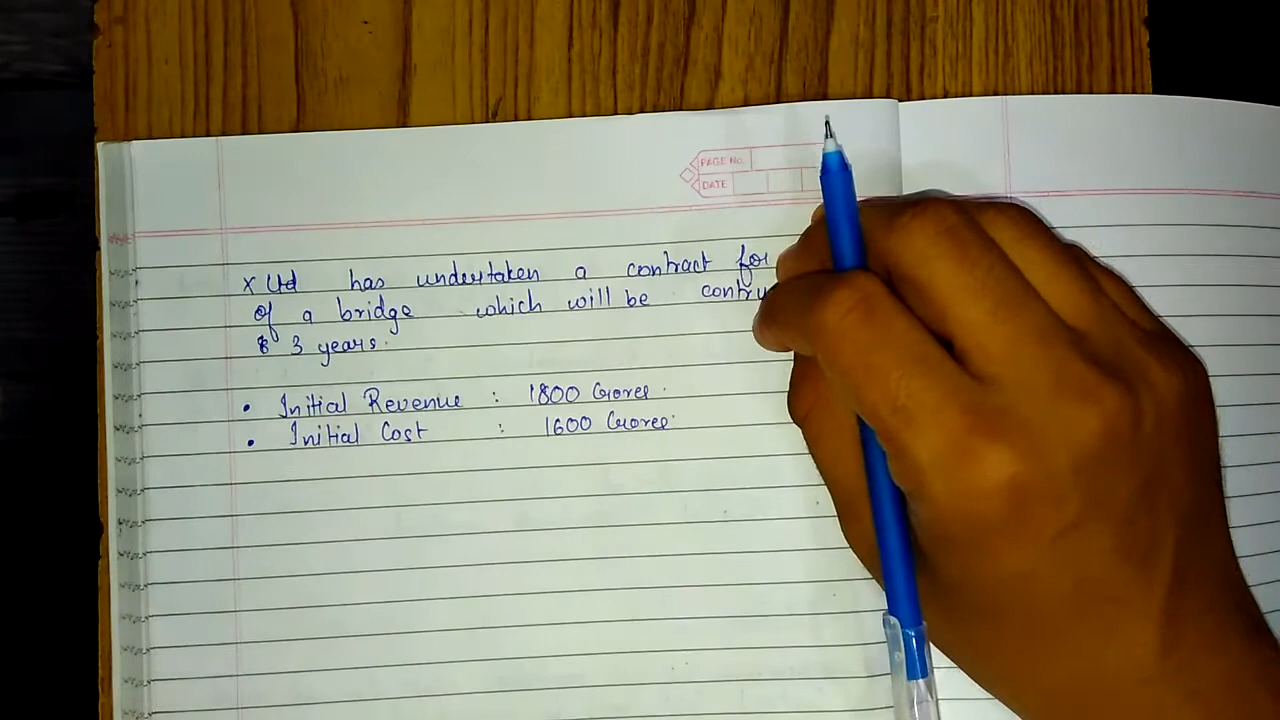 PAGE No.
DATE
X Ltd has undertaken a contract for
of a bridge which will be contru
3 years.
• Initial Revenue : 1800 Crores.
• Initial Cost : 1600 Crores.